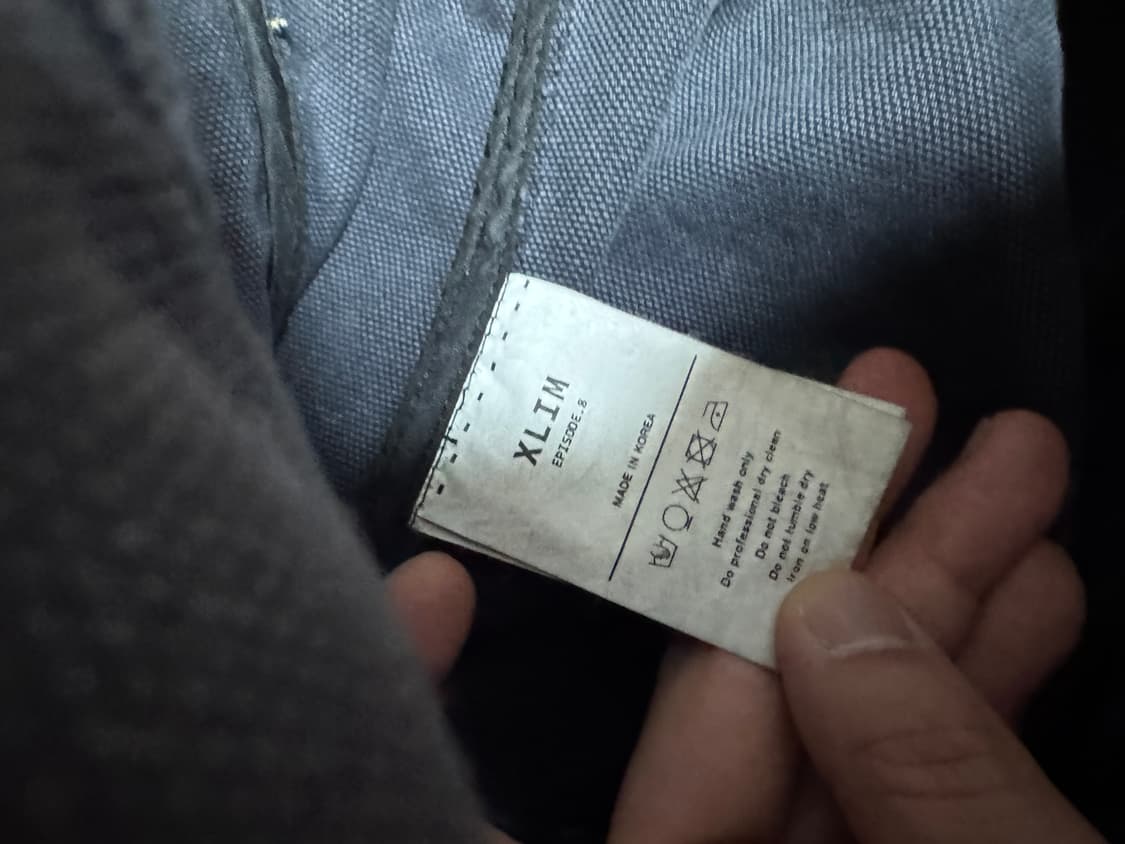 XLIM
EPISODE.8
MADE IN KOREA
Hand wash only
Do professional dry clean
Do not bleach
Do not tumble dry
Iron on low heat